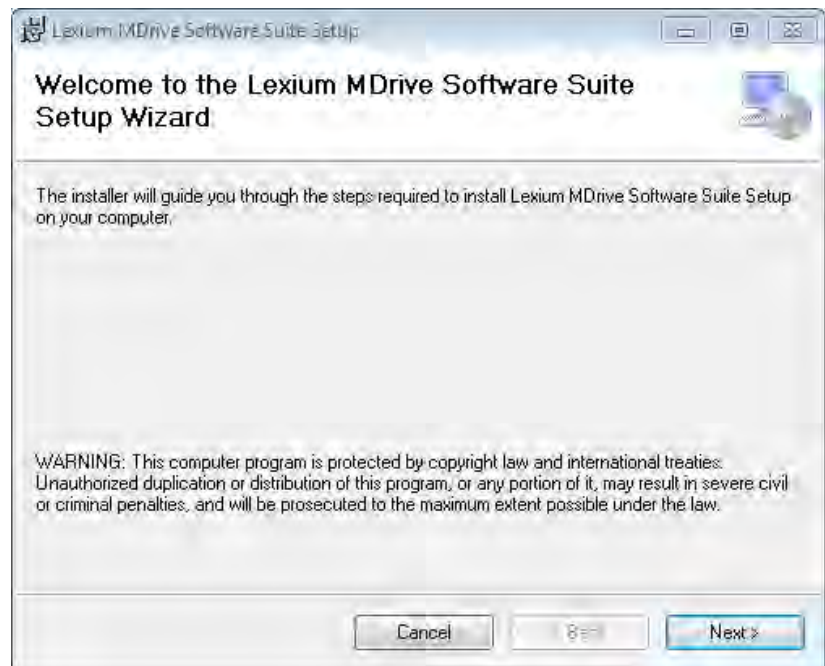 Lexium MDrive Software Suite Setup
Welcome to the Lexium MDrive Software Suite
Setup Wizard
The installer will guide you through the steps required to install Lexium MDrive Software Suite Setup
on your computer.
WARNING: This computer program is protected by copyright law and international treaties.
Unauthorized duplication or distribution of this program, or any portion of it, may result in severe civil
or criminal penalties, and will be prosecuted to the maximum extent possible under the law.
Cancel
Next >